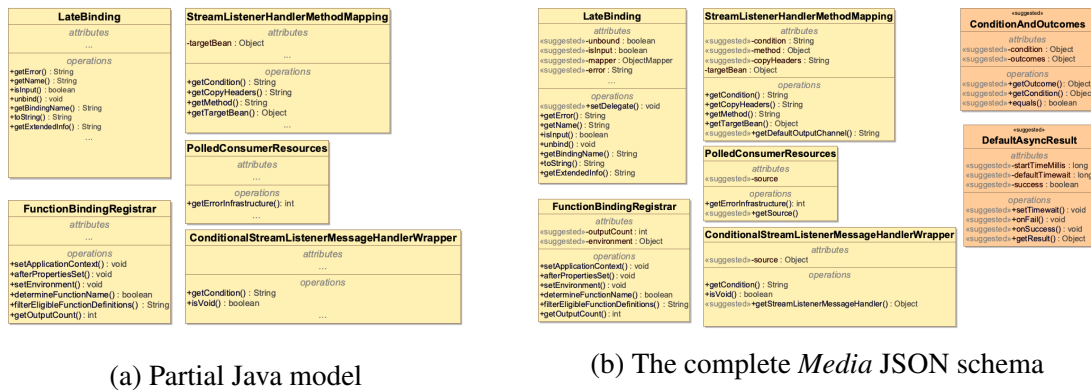 LateBinding
attributes
...
operations
+getError() : String
+getName() : String
+isInput() : boolean
+unbind() : void
+getBindingName() : String
+toString() : String
+getExtendedInfo() : String
...
StreamListenerHandlerMethodMapping
attributes
-targetBean : Object
...
operations
+getCondition() : String
+getCopyHeaders() : String
+getMethod() : String
+getTargetBean() : Object
...
PolledConsumerResources
attributes
...
operations
+getErrorInfrastructure() : int
...
FunctionBindingRegistrar
attributes
...
operations
+setApplicationContext() : void
+afterPropertiesSet() : void
+setEnvironment() : void
+determineFunctionName() : boolean
+filterEligibleFunctionDefinitions() : String
+getOutputCount() : int
...
ConditionalStreamListenerMessageHandlerWrapper
attributes
...
operations
+getCondition() : String
+isVoid() : boolean
...
(a) Partial Java model
LateBinding
attributes
«suggested»-unbound : boolean
«suggested»-isInput : boolean
«suggested»-mapper : ObjectMapper
«suggested»-error : String
...
operations
«suggested»+setDelegate() : void
+getError() : String
+getName() : String
+isInput() : boolean
+unbind() : void
+getBindingName() : String
+toString() : String
+getExtendedInfo() : String
StreamListenerHandlerMethodMapping
attributes
«suggested»-condition : String
«suggested»-method : Object
«suggested»-copyHeaders : String
-targetBean : Object
operations
+getCondition() : String
+getCopyHeaders() : String
+getMethod() : String
+getTargetBean() : Object
«suggested»+getDefaultOutputChannel() : String
PolledConsumerResources
attributes
«suggested»-source
operations
+getErrorInfrastructure() : int
«suggested»+getSource()
FunctionBindingRegistrar
attributes
«suggested»-outputCount : int
«suggested»-environment : Object
operations
+setApplicationContext() : void
+afterPropertiesSet() : void
+setEnvironment() : void
+determineFunctionName() : boolean
+filterEligibleFunctionDefinitions() : String
+getOutputCount() : int
ConditionalStreamListenerMessageHandlerWrapper
attributes
«suggested»-source : Object
operations
+getCondition() : String
+isVoid() : boolean
«suggested»+getStreamListenerMessageHandler() : Object
«suggested»
ConditionAndOutcomes
attributes
«suggested»-condition : Object
«suggested»-outcomes : Object
operations
«suggested»+getOutcome() : Object
«suggested»+getCondition() : Object
«suggested»+equals() : boolean
«suggested»
DefaultAsyncResult
attributes
«suggested»-startTimeMillis : long
«suggested»-defaultTimewait : long
«suggested»-success : boolean
operations
«suggested»+setTimewait() : void
«suggested»+onFail() : void
«suggested»+onSuccess() : void
«suggested»+getResult() : Object
(b) The complete Media JSON schema